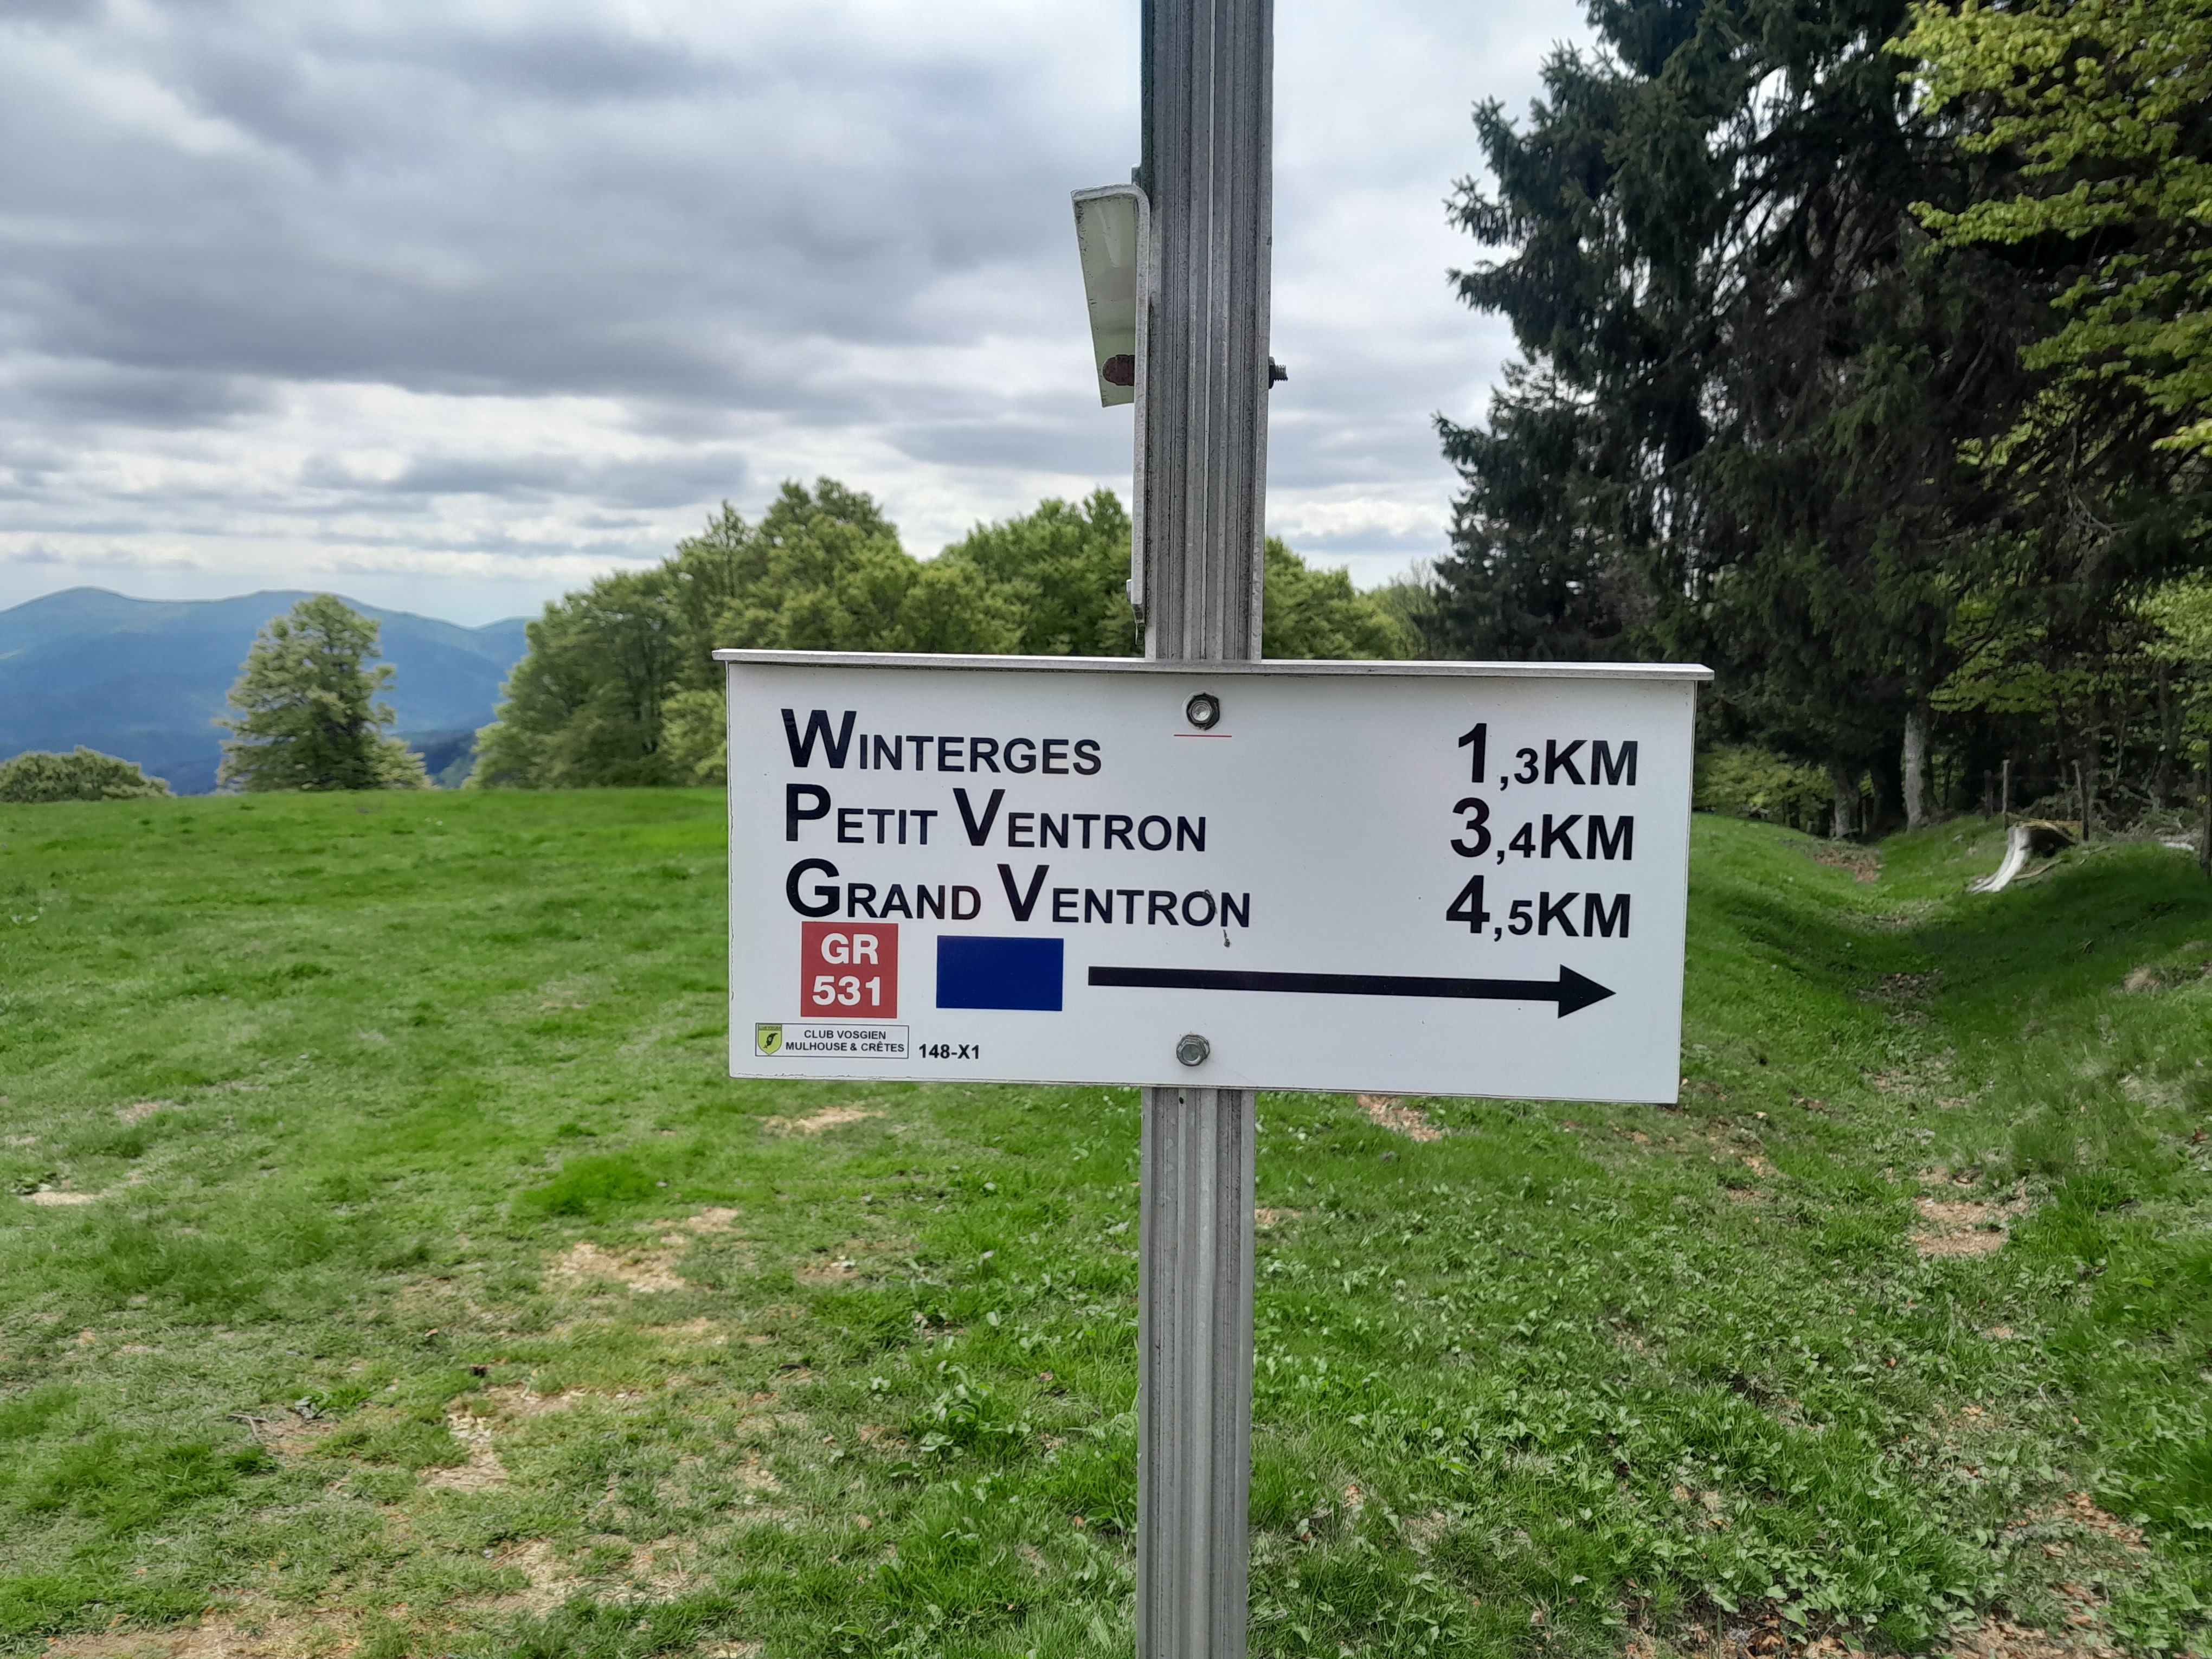 WINTERGES 1,3KM
PETIT VENTRON 3,4KM
GRAND VENTRON 4,5KM
GR
531
CLUB VOSGIEN
MULHOUSE & CRÊTES 148-X1